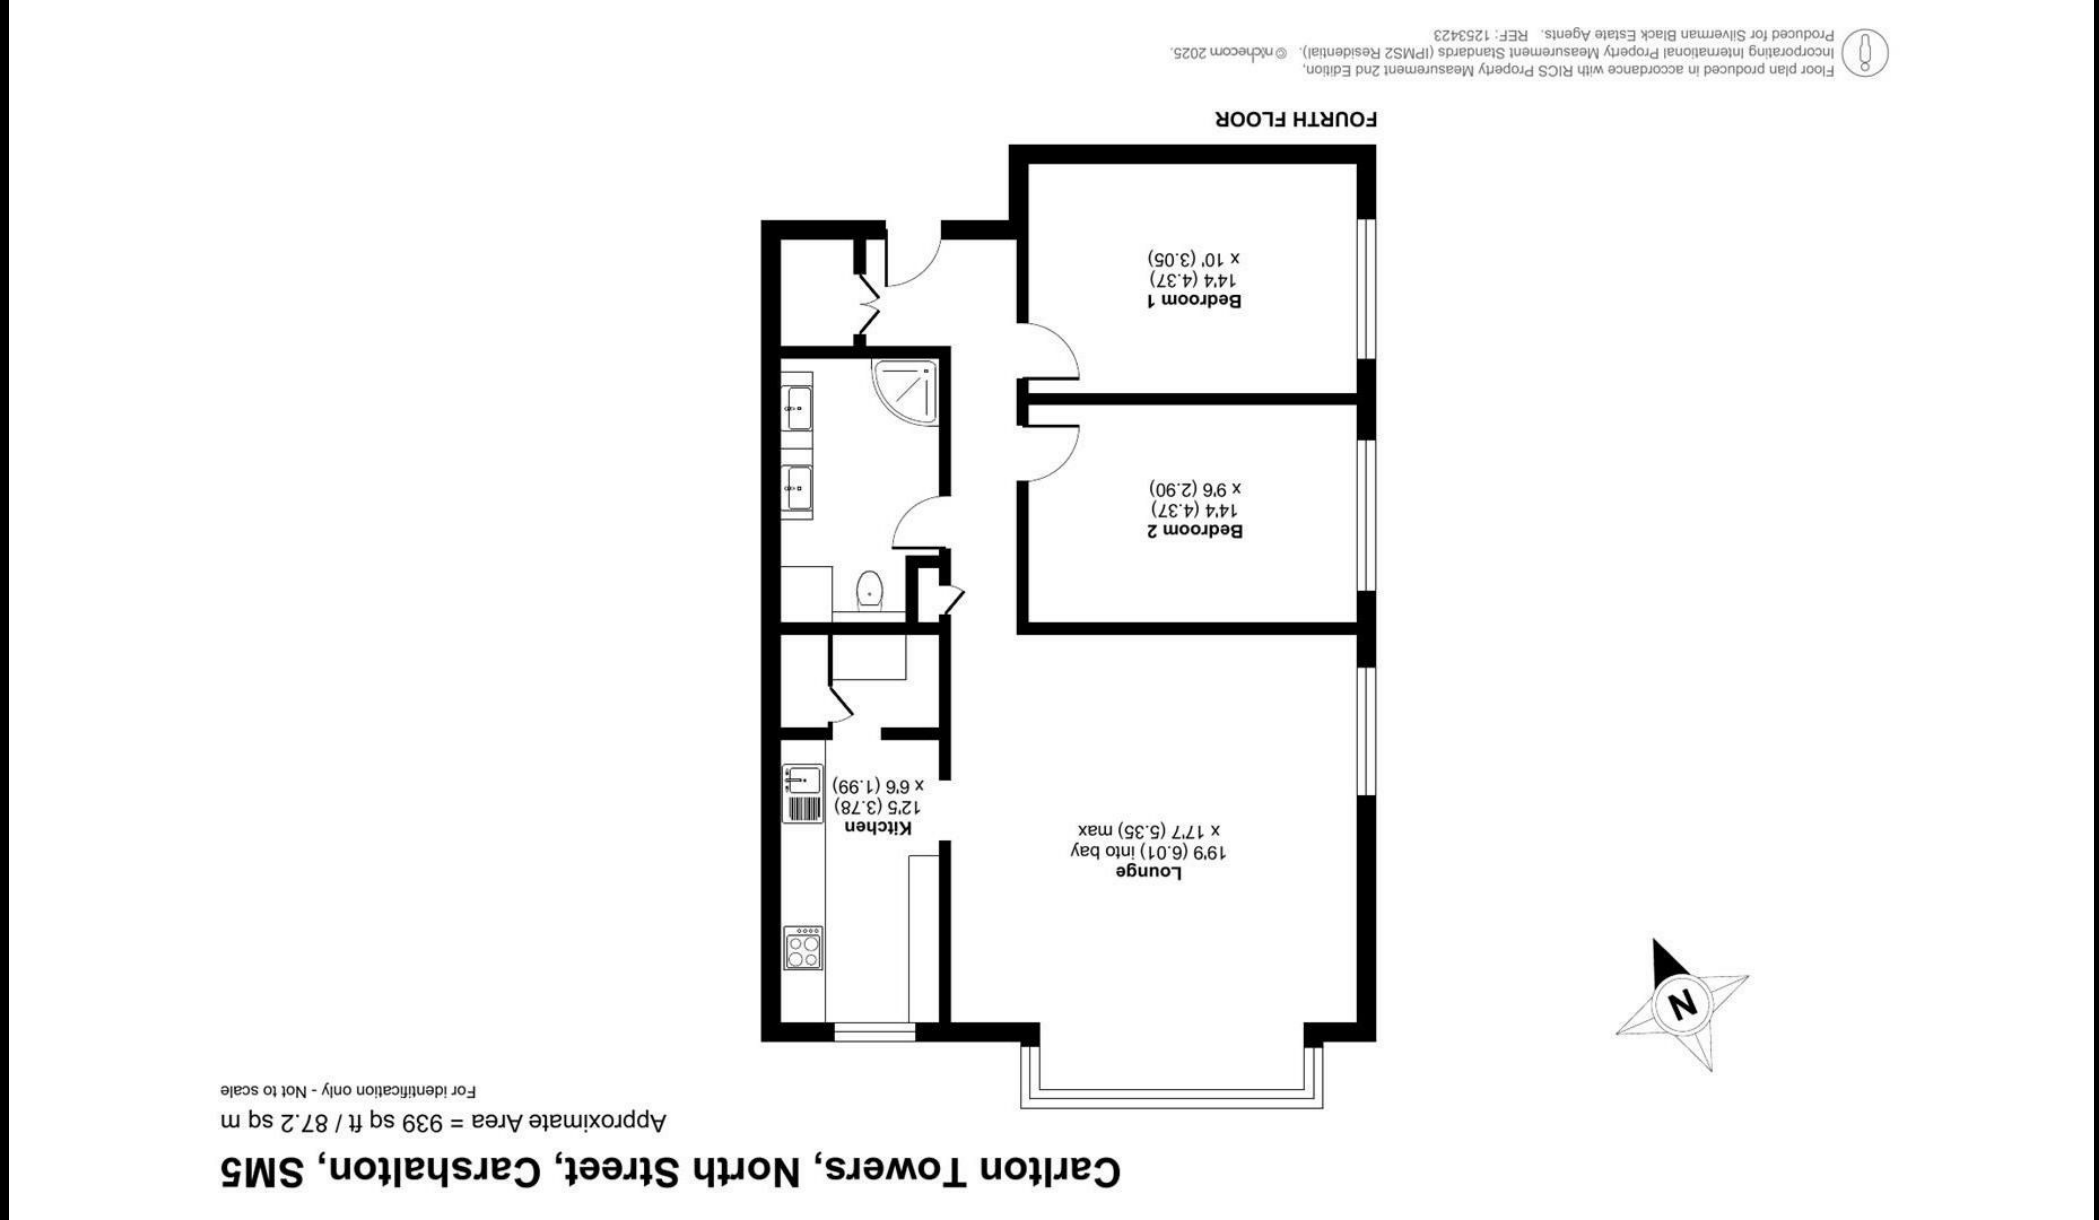 Carlton Towers, North Street, Carshalton, SM5
Approximate Area = 939 sq ft / 87.2 sq m
For identification only - Not to scale
N
Lounge
19'9 (6.01) into bay
x 17'7 (5.35) max
Kitchen
12'5 (3.78)
x 6'6 (1.99)
Bedroom 2
14'4 (4.37)
x 9'6 (2.90)
Bedroom 1
14'4 (4.37)
x 10' (3.05)
FOURTH FLOOR
Floor plan produced in accordance with RICS Property Measurement 2nd Edition,
Incorporating International Property Measurement Standards (IPMS2 Residential). © nichecom 2025.
Produced for Silverman Black Estate Agents. REF: 1253423